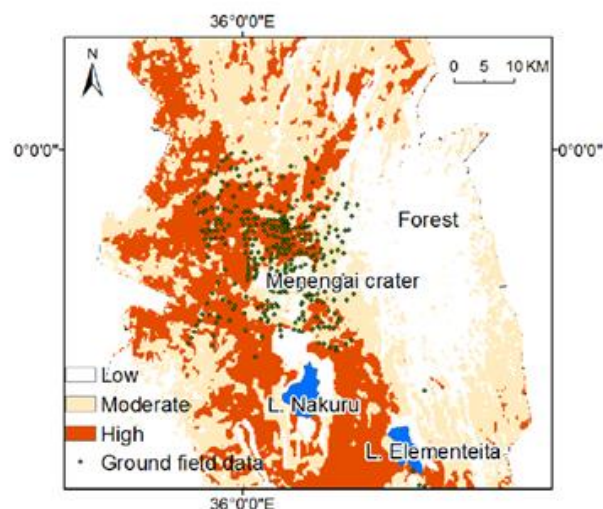 36°0'0"E
N
0 5 10 KM
0°0'0"
0°0'0"
Forest
Menengai crater
Low
Moderate
High
Ground field data
L. Nakuru
L. Elementeita
36°0'0"E